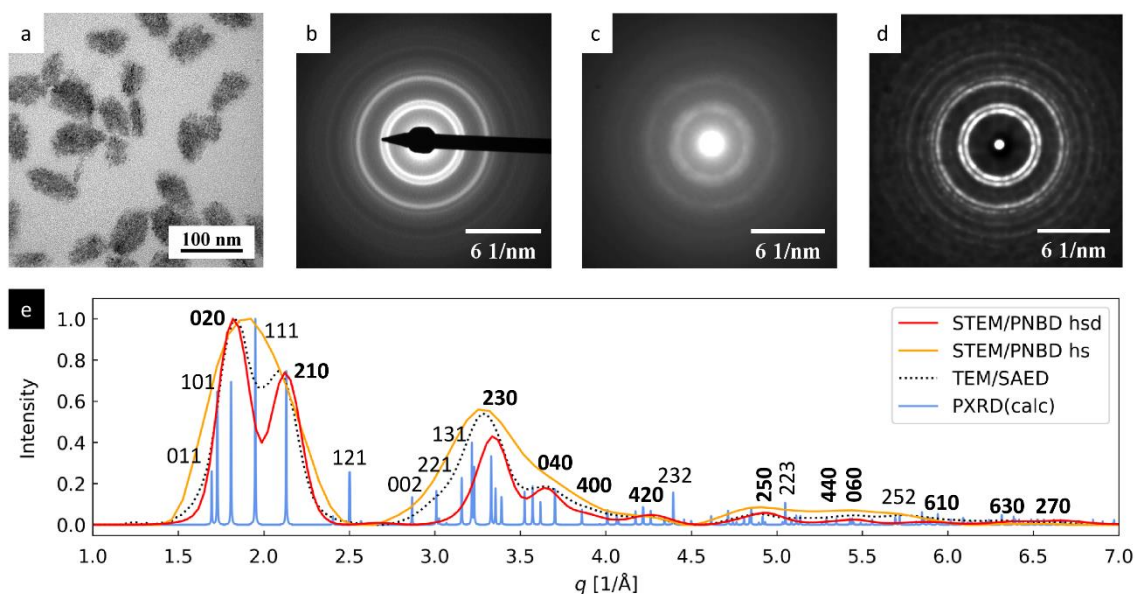 a
b
c
d
100 nm
6 1/nm
6 1/nm
6 1/nm
e
Intensity
1.0
0.8
0.6
0.4
0.2
0.0
020
111
101
210
011
121
002
221
131
230
040
400
420
232
250
223
440
060
252
610
630
270
STEM/PNBD hsd
STEM/PNBD hs
TEM/SAED
PXRD(calc)
1.0 1.5 2.0 2.5 3.0 3.5 4.0 4.5 5.0 5.5 6.0 6.5 7.0
q [1/Å]